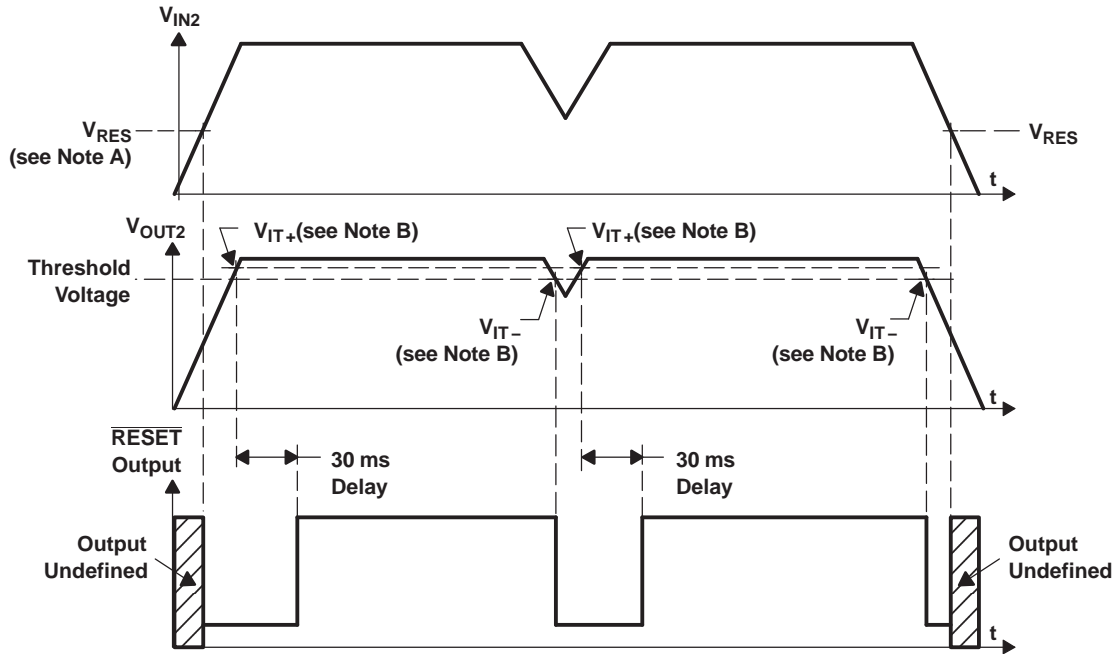 VIN2
VRES
(see Note A)
VRES
t
VOUT2
VIT+(see Note B)
VIT+(see Note B)
Threshold
Voltage
VIT−
(see Note B)
VIT−
(see Note B)
t
RESET
Output
30 ms
Delay
30 ms
Delay
Output
Undefined
Output
Undefined
t